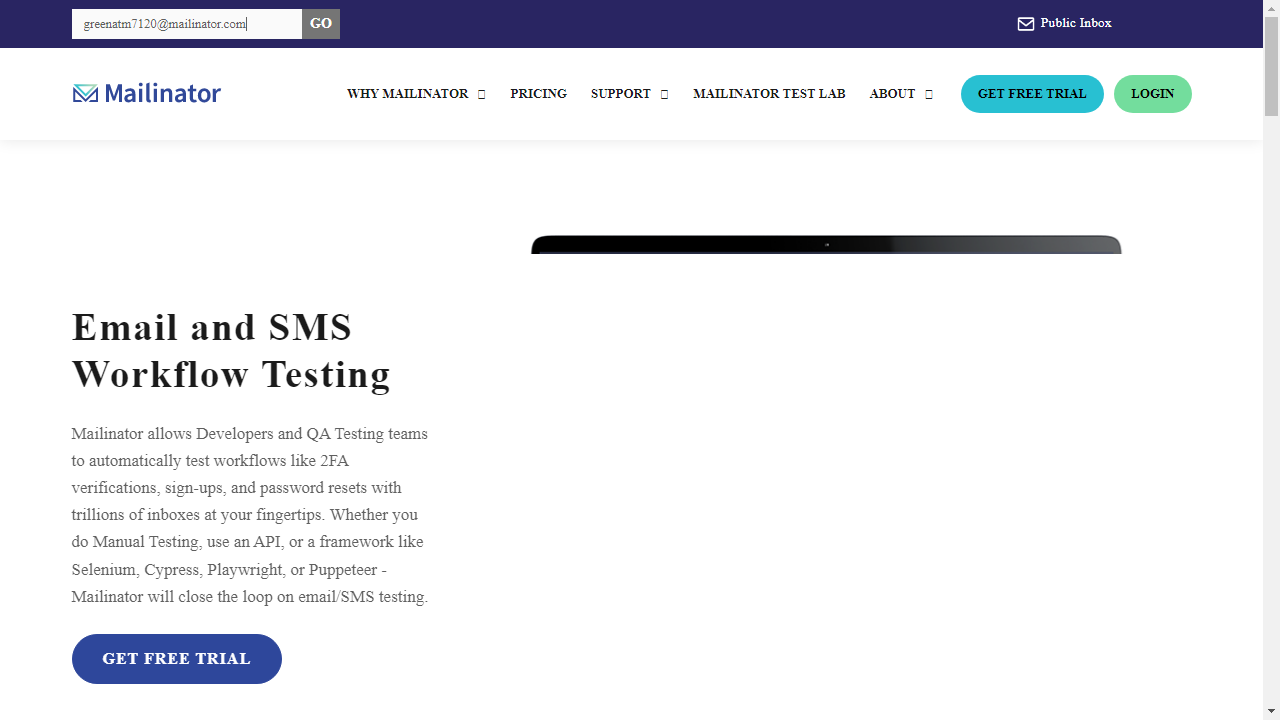 greenatm7120@mailinator.com
GO
Public Inbox
Mailinator
WHY MAILINATOR
PRICING
SUPPORT
MAILINATOR TEST LAB
ABOUT
GET FREE TRIAL
LOGIN
Email and SMS
Workflow Testing
Mailinator allows Developers and QA Testing teams
to automatically test workflows like 2FA
verifications, sign-ups, and password resets with
trillions of inboxes at your fingertips. Whether you
do Manual Testing, use an API, or a framework like
Selenium, Cypress, Playwright, or Puppeteer -
Mailinator will close the loop on email/SMS testing.
GET FREE TRIAL